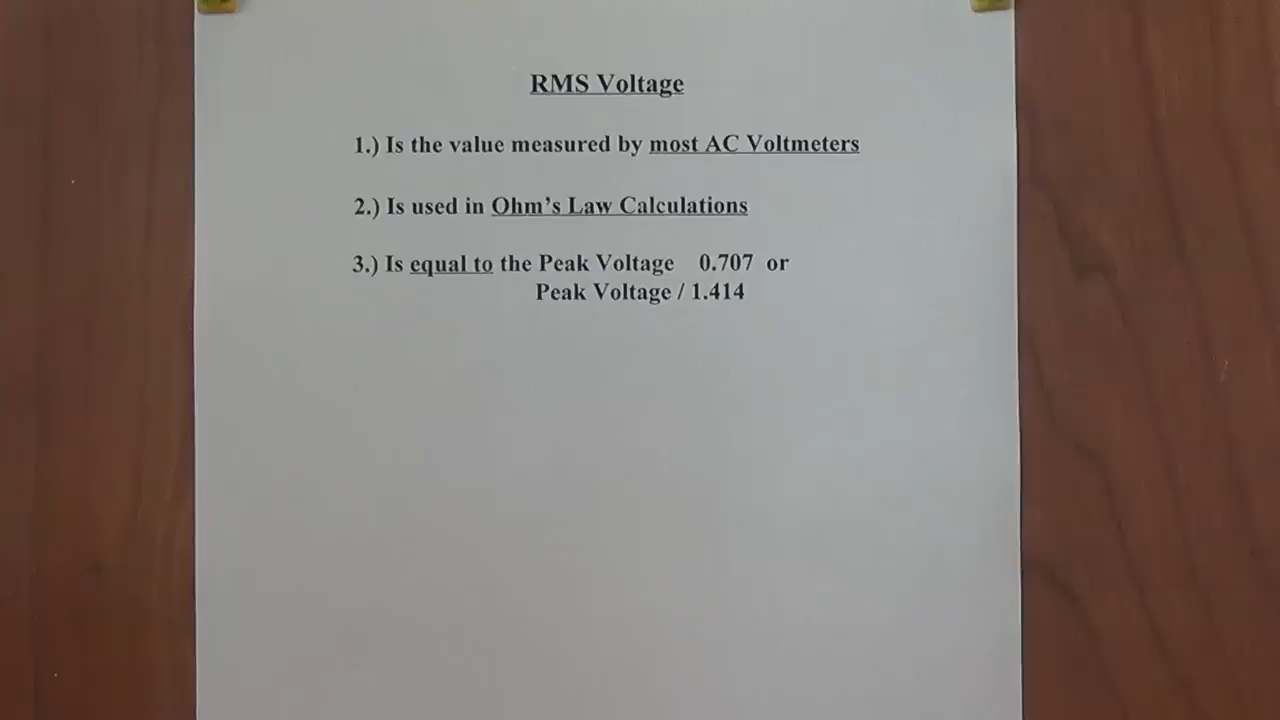 RMS Voltage
1.) Is the value measured by most AC Voltmeters
2.) Is used in Ohm’s Law Calculations
3.) Is equal to the Peak Voltage 0.707 or
Peak Voltage / 1.414